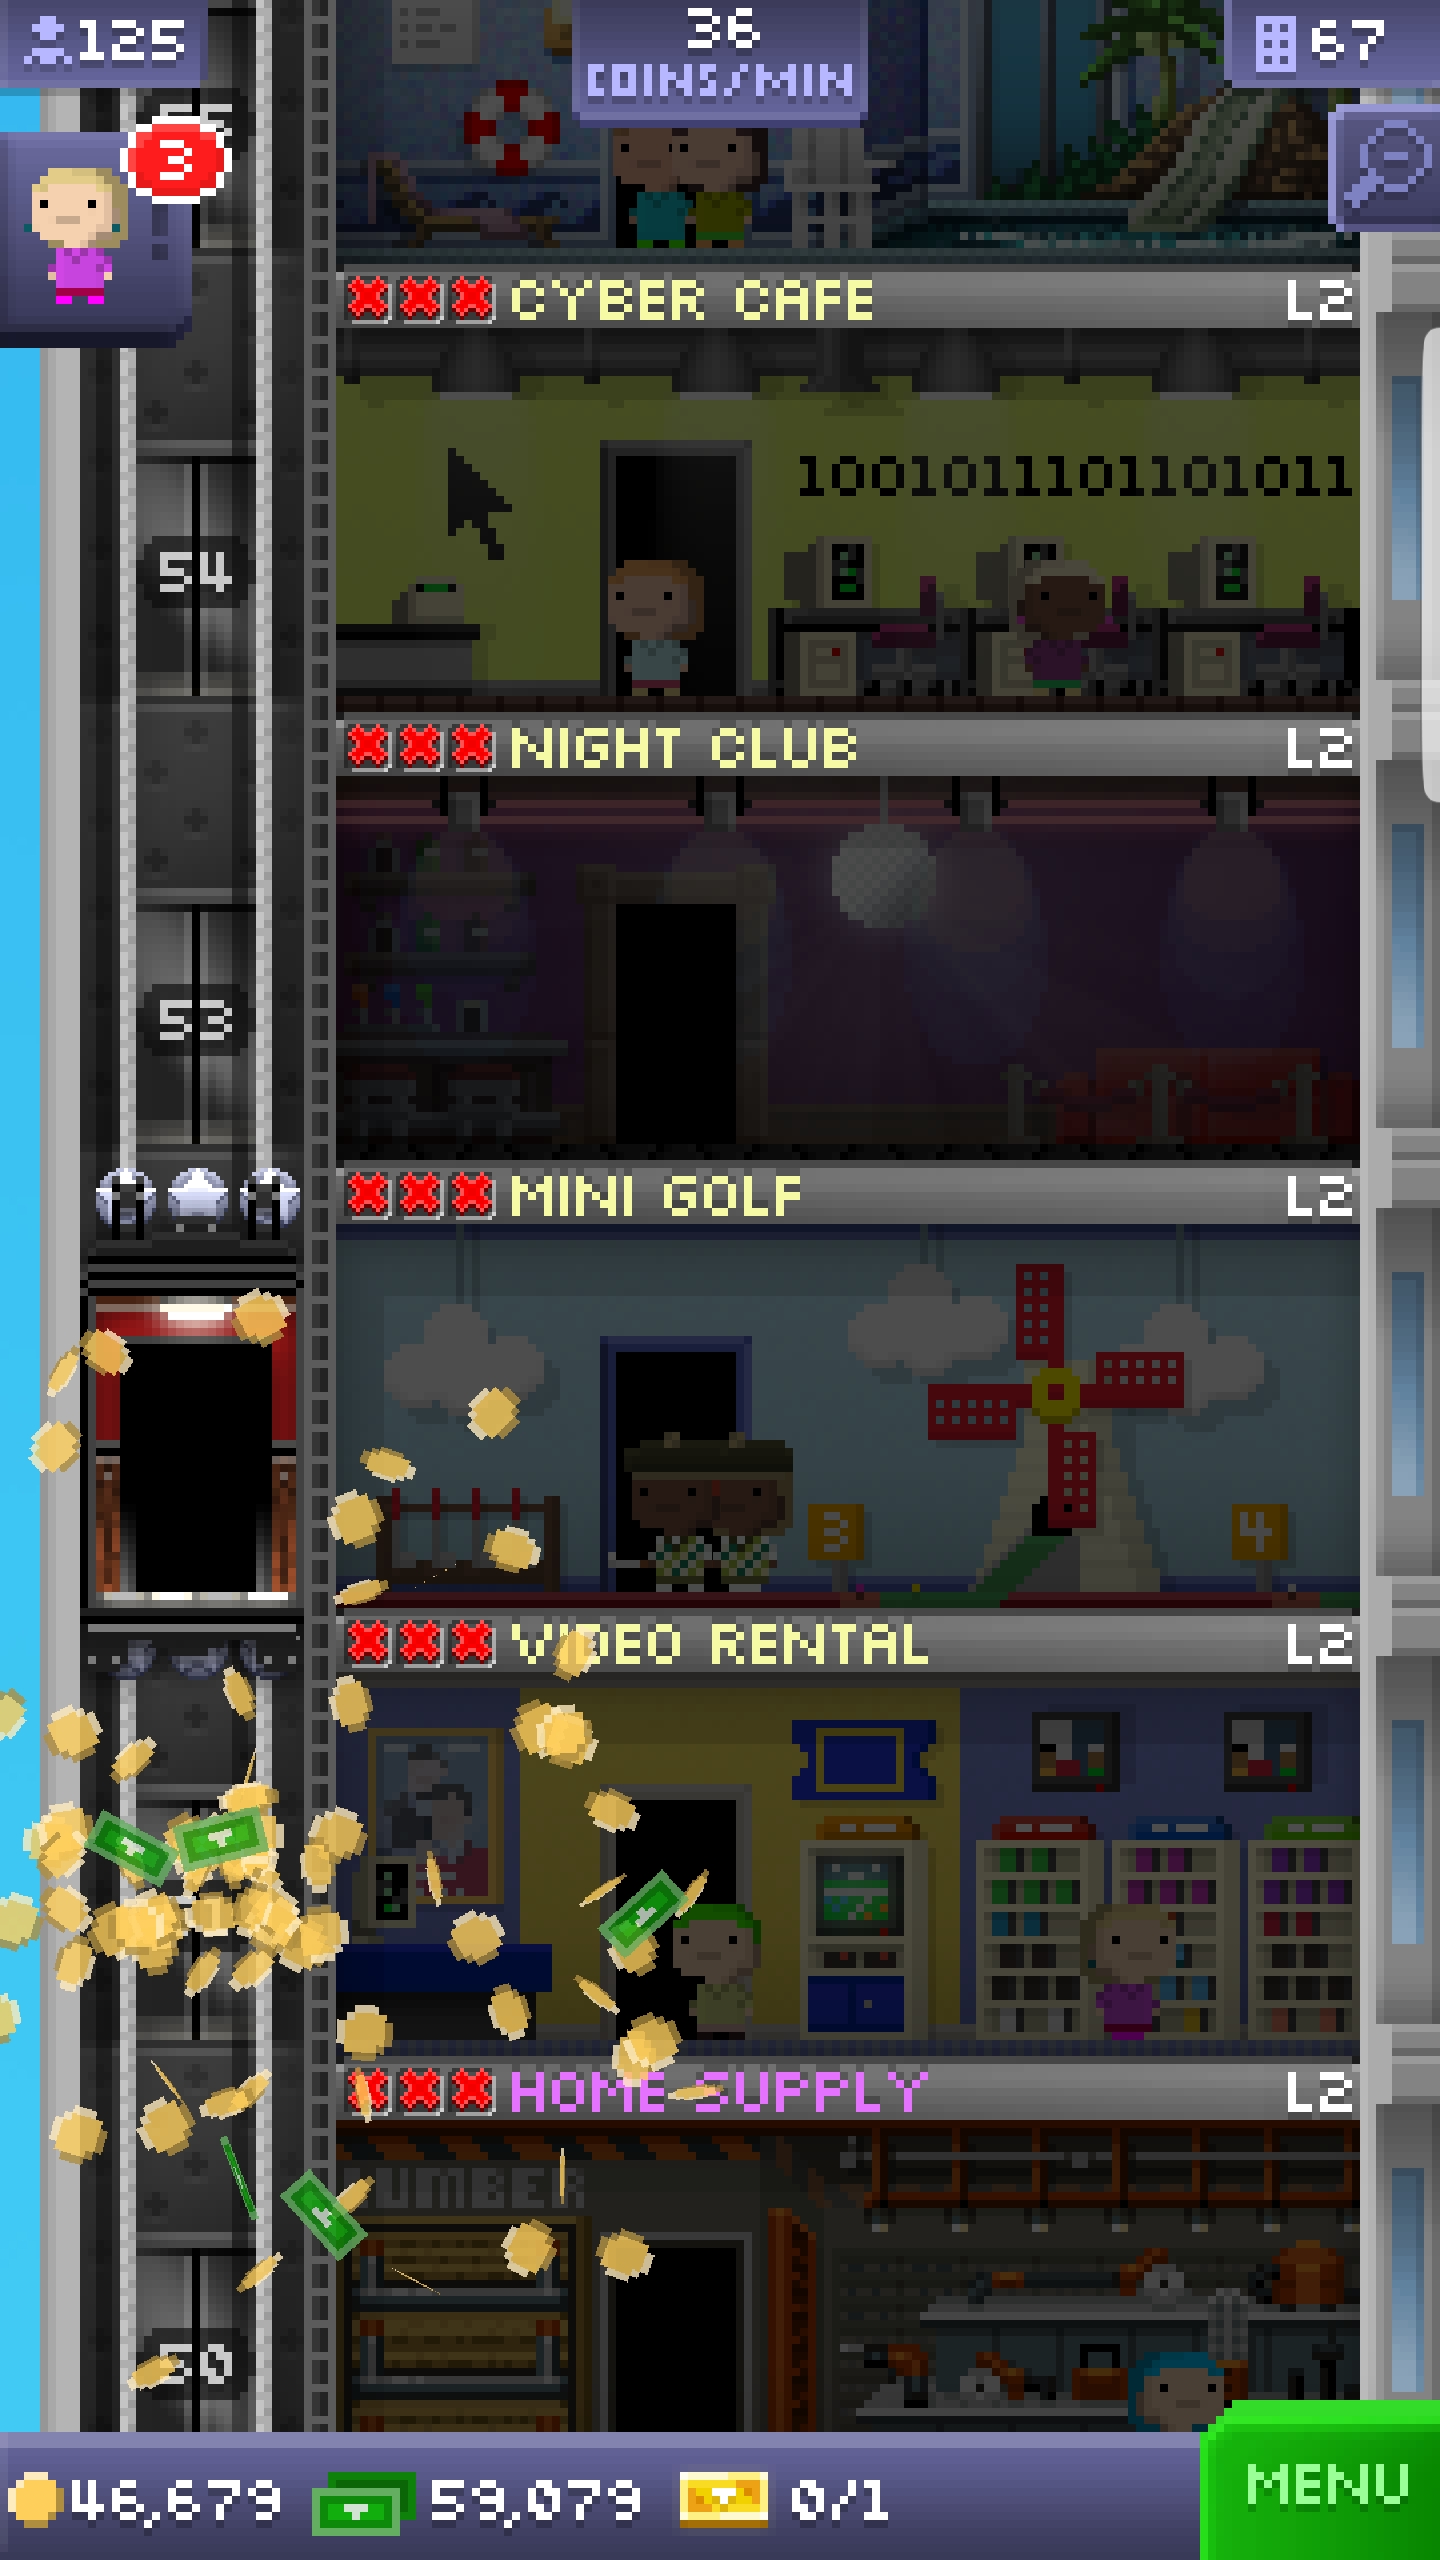 125
36
COINS/MIN
67
3
CYBER CAFE L2
1001011101101011
54
NIGHT CLUB L2
53
MINI GOLF L2
3
4
VIDEO RENTAL L2
HOME SUPPLY L2
50
46,679
59,079
0/1
MENU